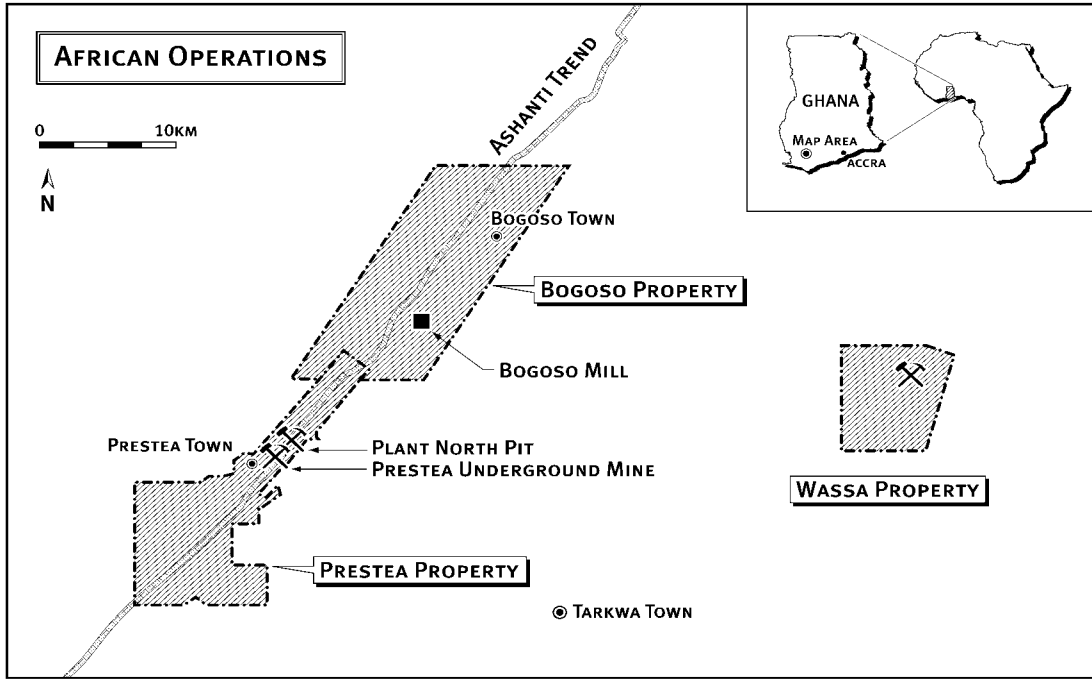 AFRICAN OPERATIONS
0 10KM
N
ASHANTI TREND
GHANA
MAP AREA
ACCRA
BOGOSO TOWN
BOGOSO PROPERTY
BOGOSO MILL
PRESTEA TOWN
PLANT NORTH PIT
PRESTEA UNDERGROUND MINE
WASSA PROPERTY
PRESTEA PROPERTY
TARKWA TOWN